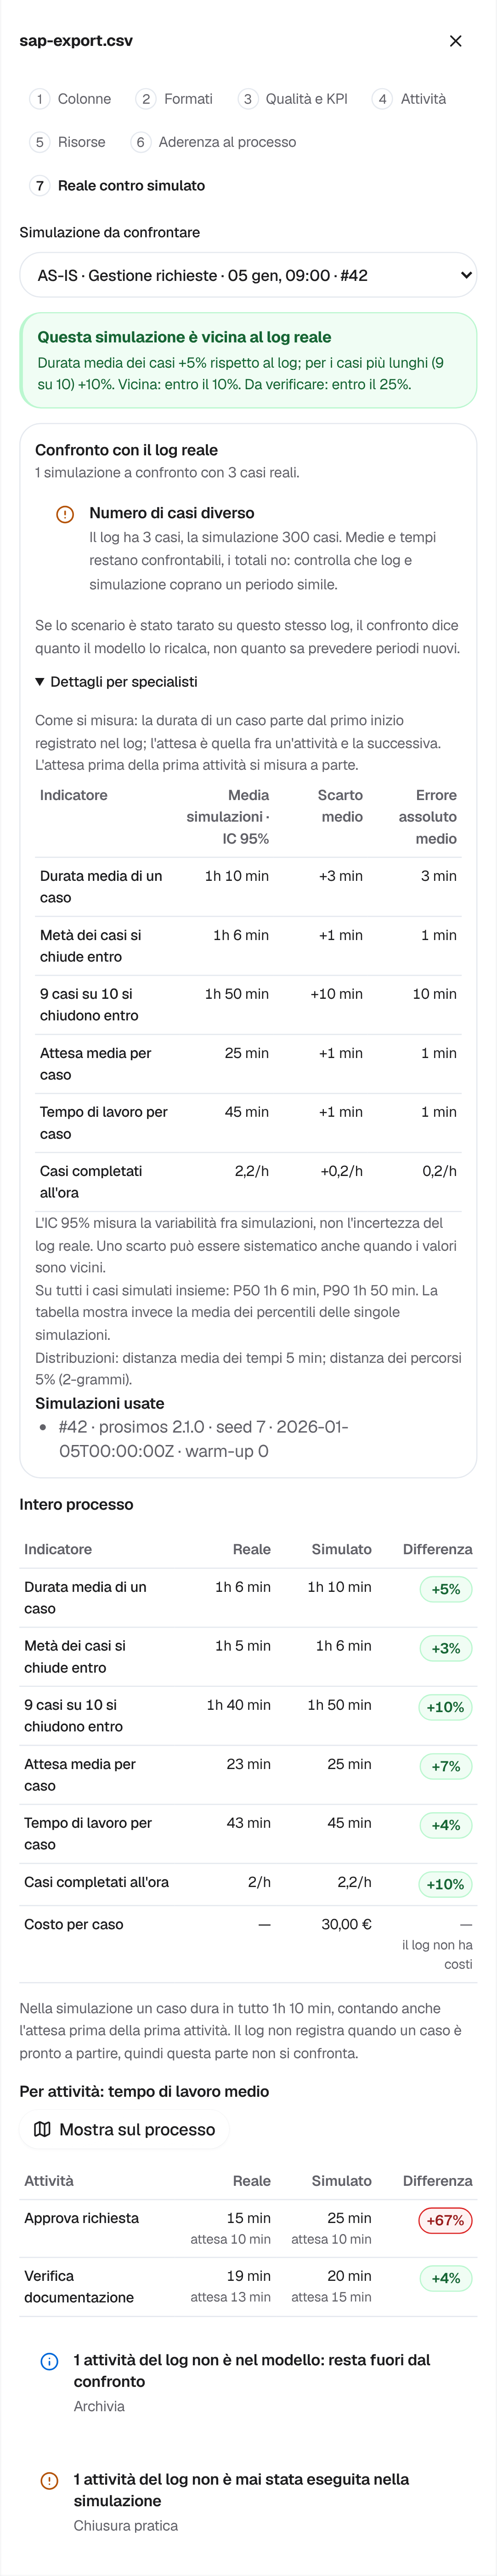 sap-export.csv
1 Colonne 2 Formati 3 Qualità e KPI 4 Attività
5 Risorse 6 Aderenza al processo
7 Reale contro simulato
Simulazione da confrontare
AS-IS · Gestione richieste · 05 gen, 09:00 · #42
Questa simulazione è vicina al log reale
Durata media dei casi +5% rispetto al log; per i casi più lunghi (9
su 10) +10%. Vicina: entro il 10%. Da verificare: entro il 25%.
Confronto con il log reale
1 simulazione a confronto con 3 casi reali.
Numero di casi diverso
Il log ha 3 casi, la simulazione 300 casi. Medie e tempi
restano confrontabili, i totali no: controlla che log e
simulazione coprano un periodo simile.
Se lo scenario è stato tarato su questo stesso log, il confronto dice
quanto il modello lo ricalca, non quanto sa prevedere periodi nuovi.
▼ Dettagli per specialisti
Come si misura: la durata di un caso parte dal primo inizio
registrato nel log; l'attesa è quella fra un'attività e la successiva.
L'attesa prima della prima attività si misura a parte.
Indicatore Media Scarto Errore
simulazioni · medio assoluto
IC 95% medio
Durata media di un 1h 10 min +3 min 3 min
caso
Metà dei casi si 1h 6 min +1 min 1 min
chiude entro
9 casi su 10 si 1h 50 min +10 min 10 min
chiudono entro
Attesa media per 25 min +1 min 1 min
caso
Tempo di lavoro per 45 min +1 min 1 min
caso
Casi completati 2,2/h +0,2/h 0,2/h
all'ora
L'IC 95% misura la variabilità fra simulazioni, non l'incertezza del
log reale. Uno scarto può essere sistematico anche quando i valori
sono vicini.
Su tutti i casi simulati insieme: P50 1h 6 min, P90 1h 50 min. La
tabella mostra invece la media dei percentili delle singole
simulazioni.
Distribuzioni: distanza media dei tempi 5 min; distanza dei percorsi
5% (2-grammi).
Simulazioni usate
• #42 · prosimos 2.1.0 · seed 7 · 2026-01-
05T00:00:00Z · warm-up 0
Intero processo
Indicatore Reale Simulato Differenza
Durata media di un 1h 6 min 1h 10 min +5%
caso
Metà dei casi si 1h 5 min 1h 6 min +3%
chiude entro
9 casi su 10 si 1h 40 min 1h 50 min +10%
chiudono entro
Attesa media per 23 min 25 min +7%
caso
Tempo di lavoro per 43 min 45 min +4%
caso
Casi completati all'ora 2/h 2,2/h +10%
Costo per caso — 30,00 € —
il log non ha
costi
Nella simulazione un caso dura in tutto 1h 10 min, contando anche
l'attesa prima della prima attività. Il log non registra quando un caso è
pronto a partire, quindi questa parte non si confronta.
Per attività: tempo di lavoro medio
Mostra sul processo
Attività Reale Simulato Differenza
Approva richiesta 15 min 25 min +67%
attesa 10 min attesa 10 min
Verifica 19 min 20 min +4%
documentazione attesa 13 min attesa 15 min
1 attività del log non è nel modello: resta fuori dal
confronto
Archivia
1 attività del log non è mai stata eseguita nella
simulazione
Chiusura pratica